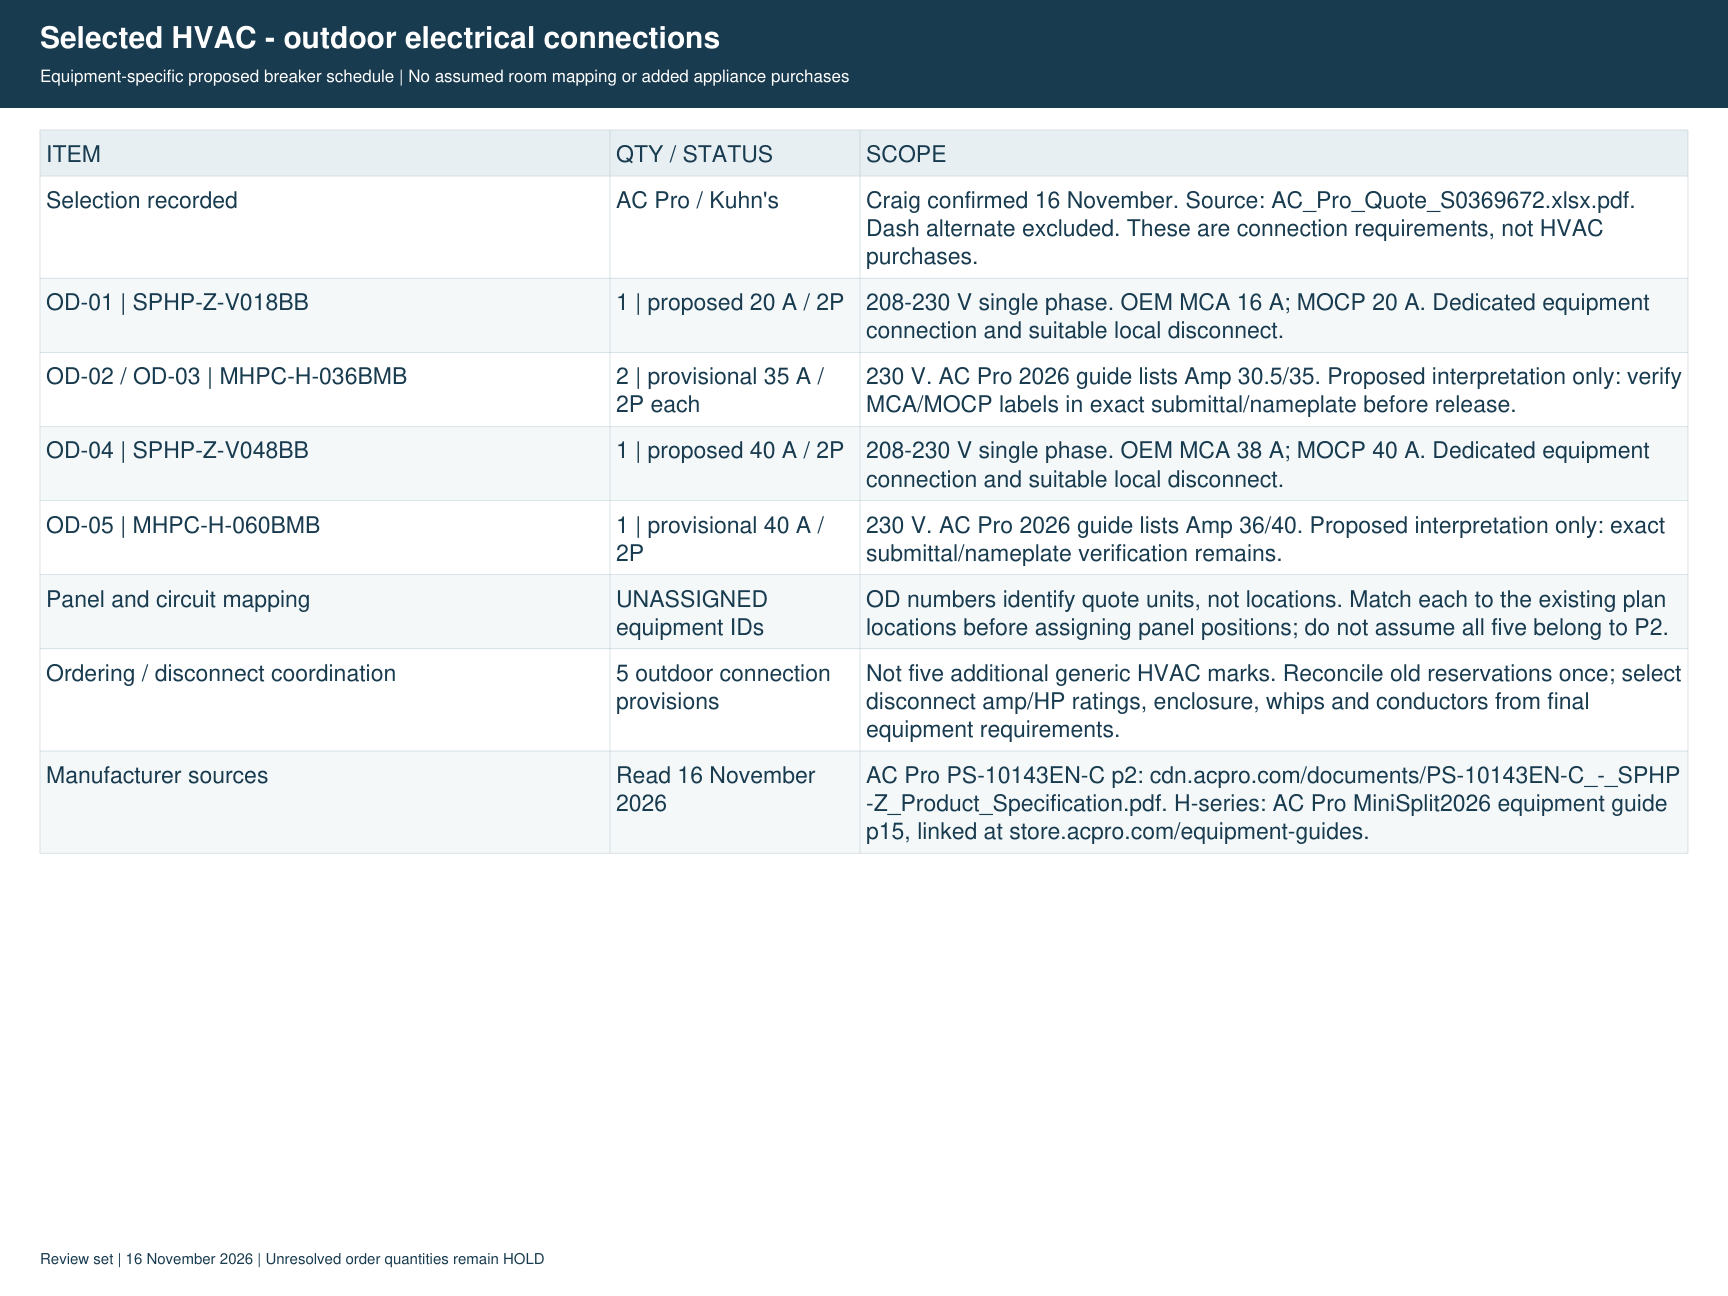 Selected HVAC - outdoor electrical connections
Equipment-specific proposed breaker schedule | No assumed room mapping or added appliance purchases
ITEM
QTY / STATUS
SCOPE
Selection recorded
AC Pro / Kuhn's
Craig confirmed 16 November. Source: AC_Pro_Quote_S0369672.xlsx.pdf.
Dash alternate excluded. These are connection requirements, not HVAC
purchases.
OD-01 | SPHP-Z-V018BB
1 | proposed 20 A / 2P
208-230 V single phase. OEM MCA 16 A; MOCP 20 A. Dedicated equipment
connection and suitable local disconnect.
OD-02 / OD-03 | MHPC-H-036BMB
2 | provisional 35 A /
2P each
230 V. AC Pro 2026 guide lists Amp 30.5/35. Proposed interpretation only: verify
MCA/MOCP labels in exact submittal/nameplate before release.
OD-04 | SPHP-Z-V048BB
1 | proposed 40 A / 2P
208-230 V single phase. OEM MCA 38 A; MOCP 40 A. Dedicated equipment
connection and suitable local disconnect.
OD-05 | MHPC-H-060BMB
1 | provisional 40 A /
2P
230 V. AC Pro 2026 guide lists Amp 36/40. Proposed interpretation only: exact
submittal/nameplate verification remains.
Panel and circuit mapping
UNASSIGNED
equipment IDs
OD numbers identify quote units, not locations. Match each to the existing plan
locations before assigning panel positions; do not assume all five belong to P2.
Ordering / disconnect coordination
5 outdoor connection
provisions
Not five additional generic HVAC marks. Reconcile old reservations once; select
disconnect amp/HP ratings, enclosure, whips and conductors from final
equipment requirements.
Manufacturer sources
Read 16 November
2026
AC Pro PS-10143EN-C p2: cdn.acpro.com/documents/PS-10143EN-C_-_SPHP
-Z_Product_Specification.pdf. H-series: AC Pro MiniSplit2026 equipment guide
p15, linked at store.acpro.com/equipment-guides.
Review set | 16 November 2026 | Unresolved order quantities remain HOLD